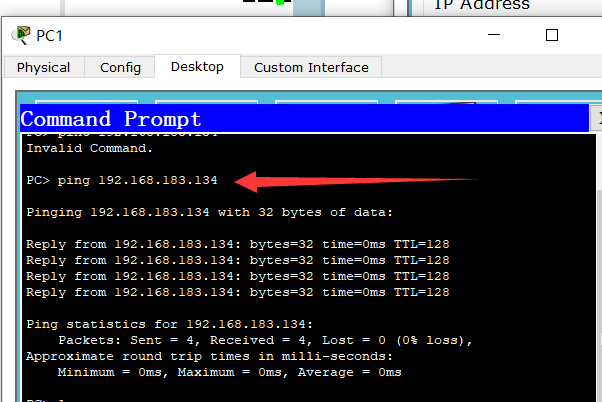 IP Address
PC1
Physical Config Desktop Custom Interface
Command Prompt
Invalid Command.
PC> ping 192.168.183.134
Pinging 192.168.183.134 with 32 bytes of data:
Reply from 192.168.183.134: bytes=32 time=0ms TTL=128
Reply from 192.168.183.134: bytes=32 time=0ms TTL=128
Reply from 192.168.183.134: bytes=32 time=0ms TTL=128
Reply from 192.168.183.134: bytes=32 time=0ms TTL=128
Ping statistics for 192.168.183.134:
Packets: Sent = 4, Received = 4, Lost = 0 (0% loss),
Approximate round trip times in milli-seconds:
Minimum = 0ms, Maximum = 0ms, Average = 0ms